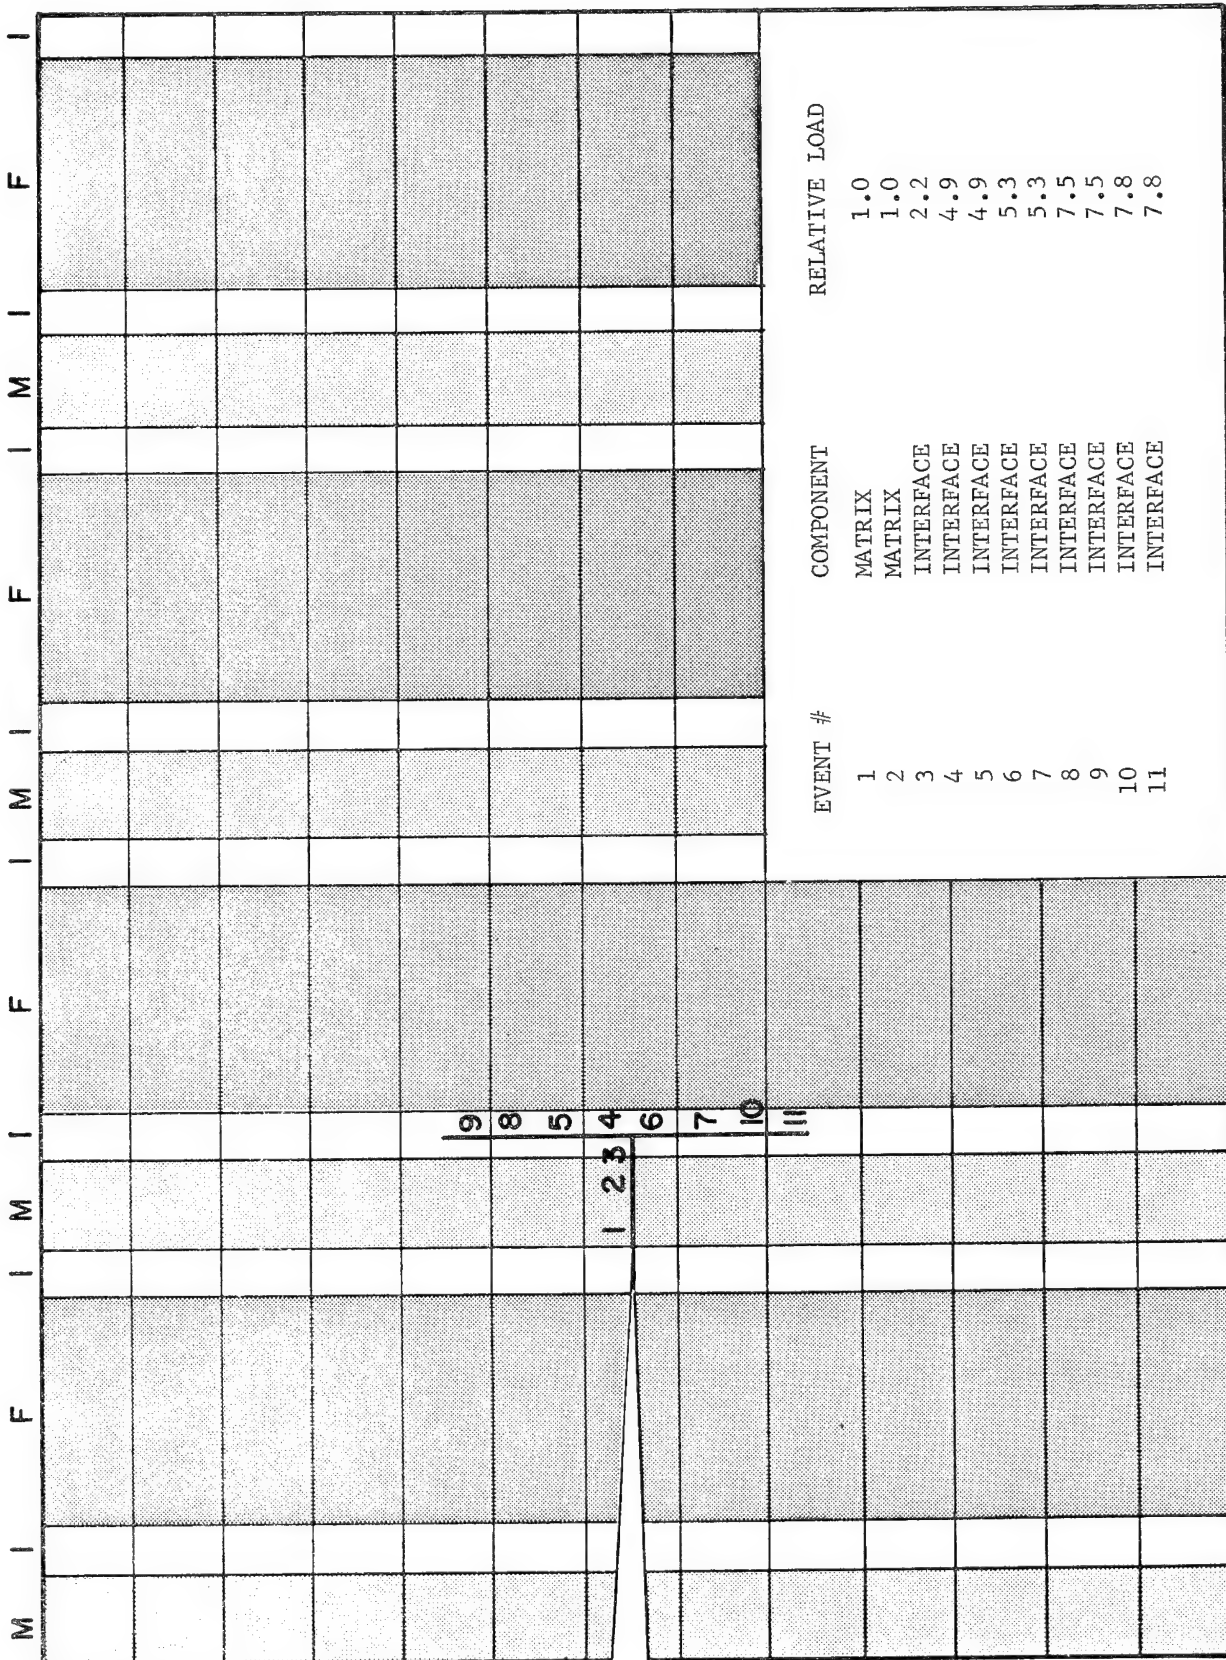 M I F I M I F I M I F I M I F I
9
8
5
1 2 3 4
6
7
10
11
EVENT # COMPONENT RELATIVE LOAD
1 MATRIX 1.0
2 MATRIX 1.0
3 INTERFACE 2.2
4 INTERFACE 4.9
5 INTERFACE 4.9
6 INTERFACE 5.3
7 INTERFACE 5.3
8 INTERFACE 7.5
9 INTERFACE 7.5
10 INTERFACE 7.8
11 INTERFACE 7.8